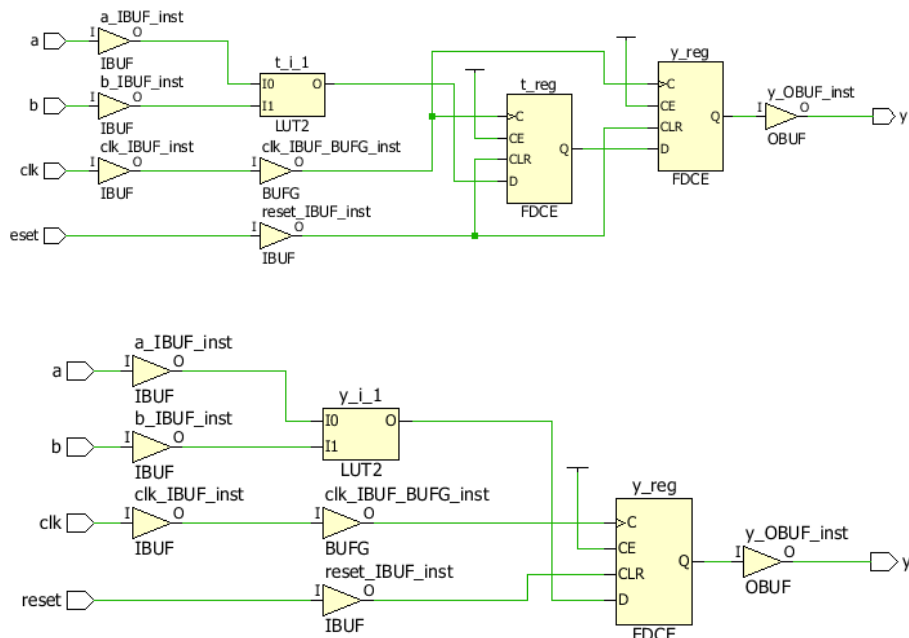 a_IBUF_inst
a I O
IBUF
b_IBUF_inst
b I O
IBUF
t_i_1
I0 O
I1
LUT2
clk_IBUF_inst
clk I O
IBUF
clk_IBUF_BUFG_inst
I O
BUFG
reset_IBUF_inst
eset I O
IBUF
t_reg
C
CE
CLR
D
Q
FDCE
y_reg
C
CE
CLR
D
Q
FDCE
y_OBUF_inst
I O y
OBUF
a_IBUF_inst
a I O
IBUF
b_IBUF_inst
b I O
IBUF
y_i_1
I0 O
I1
LUT2
clk_IBUF_inst
clk I O
IBUF
clk_IBUF_BUFG_inst
I O
BUFG
reset_IBUF_inst
reset I O
IBUF
y_reg
C
CE
CLR
D
Q
FDCE
y_OBUF_inst
I O y
OBUF